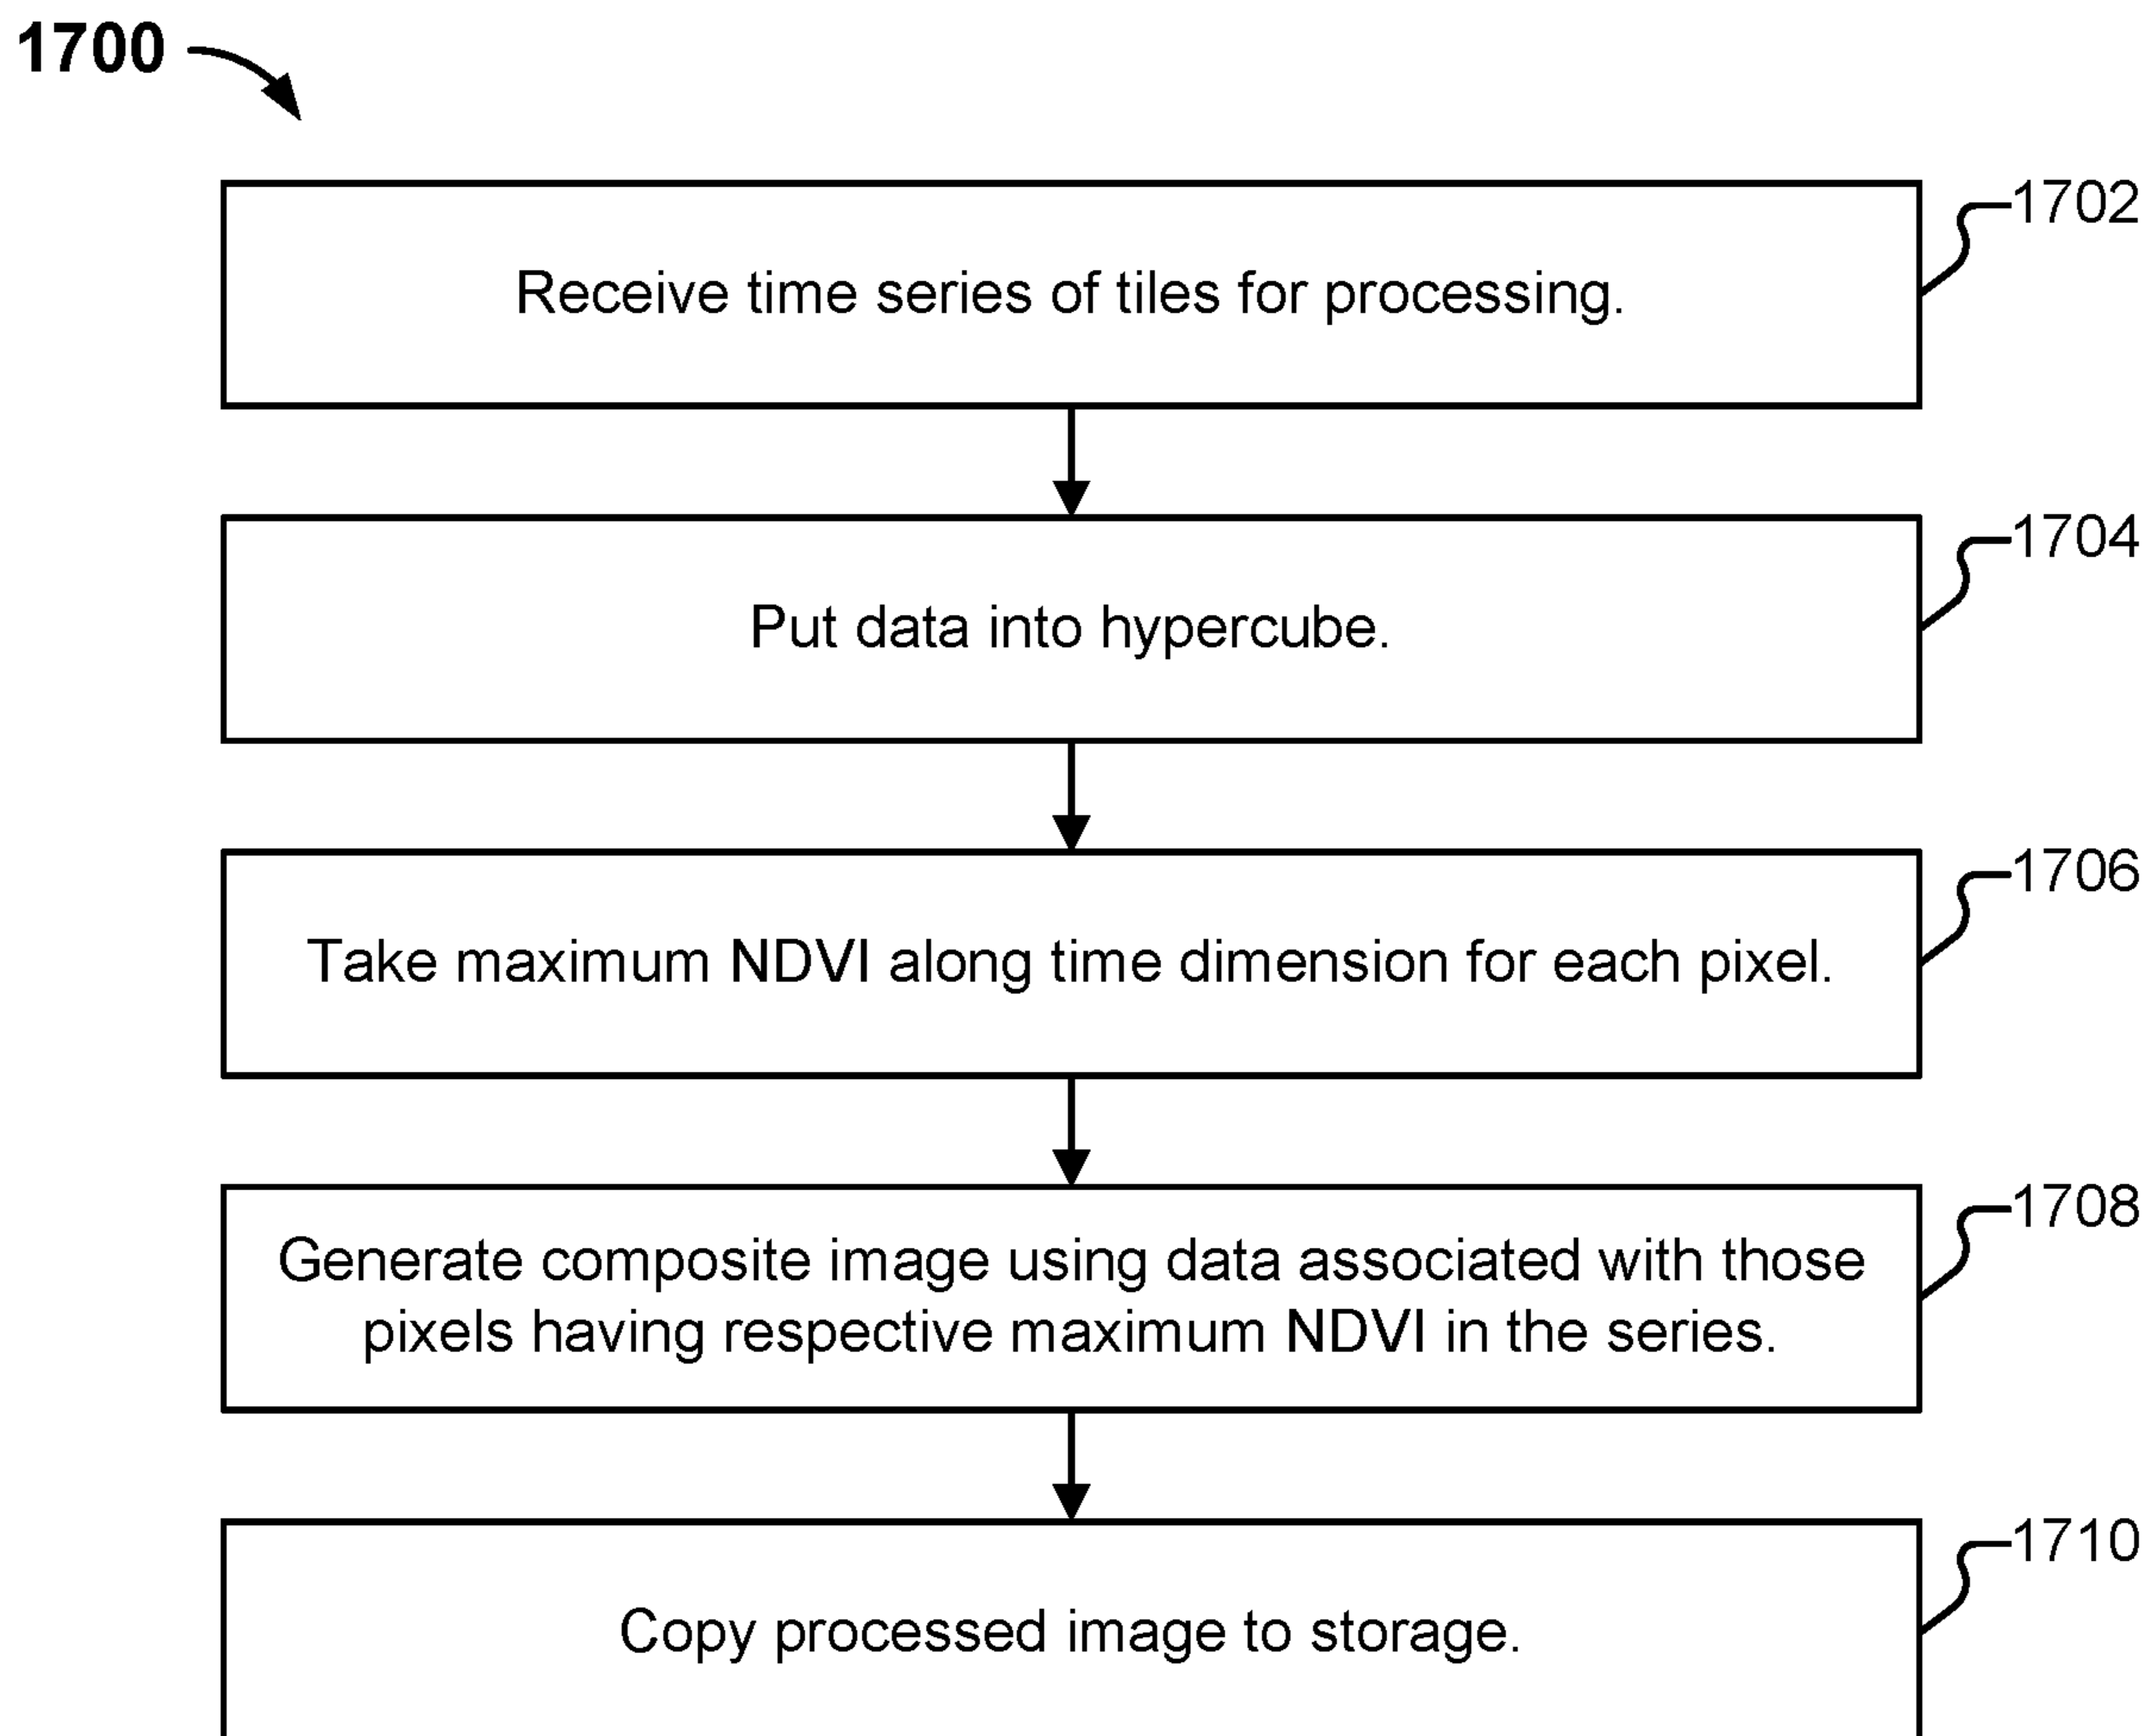 1700
1702
Receive time series of tiles for processing.
1704
Put data into hypercube.
1706
Take maximum NDVI along time dimension for each pixel.
1708
Generate composite image using data associated with those
pixels having respective maximum NDVI in the series.
1710
Copy processed image to storage.